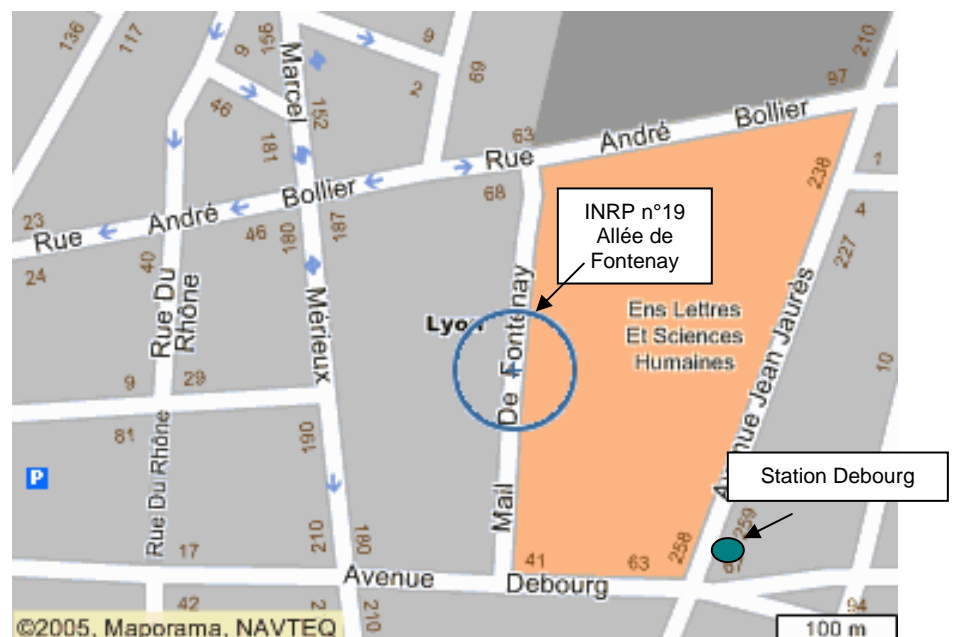 136
117
9
46
156
Marcel
152
181
9
2
69
210
97
63
Rue André Bollier
68
238
1
4
227
23
Rue André Bollier
24
40
46
180
187
Rue Du
Rhône
Mérieux
INRP n°19
Allée de
Fontenay
Lyon
Mail De Fontenay
Ens Lettres
Et Sciences
Humaines
Avenue Jean Jaurès
10
9
29
81
190
P
Rue Du Rhône
Station Debourg
259
258
67
17
210
180
41
63
Avenue Debourg
42
2
210
94
©2005, Maporama, NAVTEQ
100 m